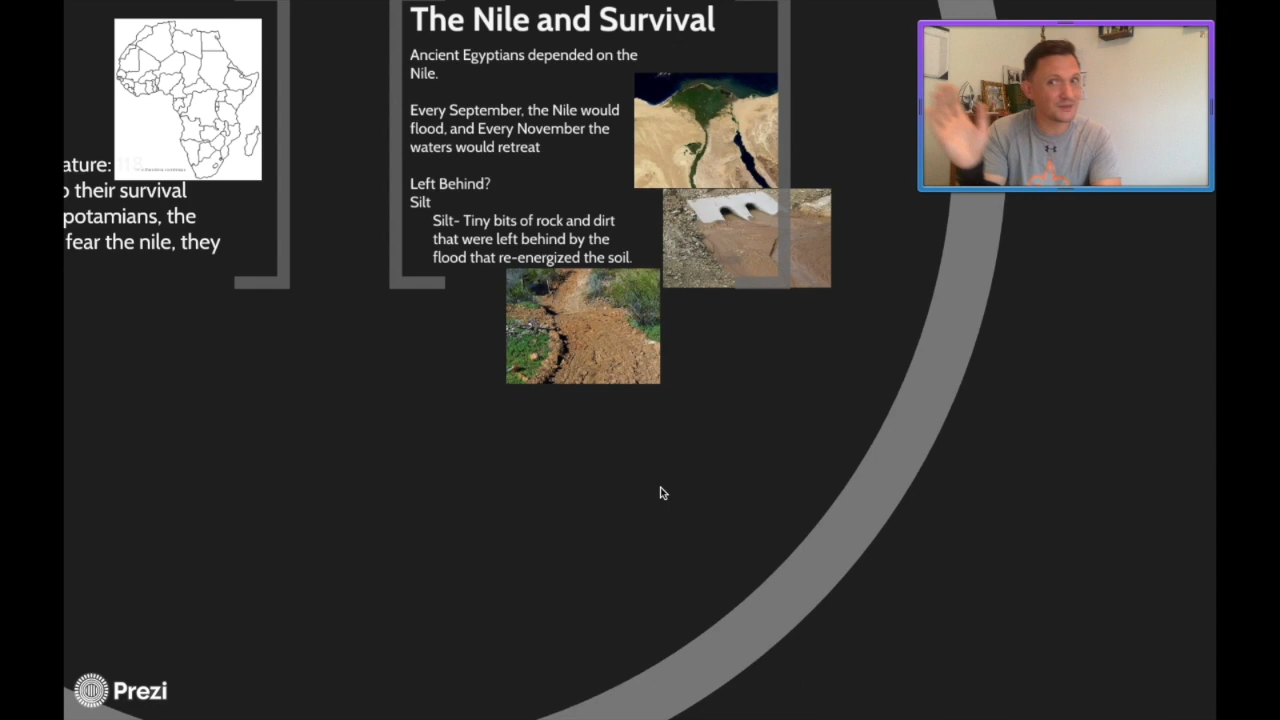 ature:
o their survival
potamians, the
fear the nile, they
The Nile and Survival
Ancient Egyptians depended on the
Nile.
Every September, the Nile would
flood, and Every November the
waters would retreat
Left Behind?
Silt
Silt- Tiny bits of rock and dirt
that were left behind by the
flood that re-energized the soil.
Prezi